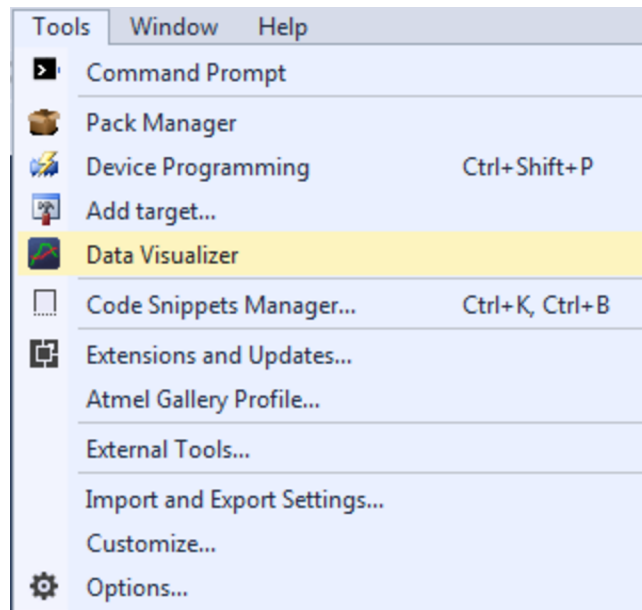 Tools Window Help
Command Prompt
Pack Manager
Device Programming Ctrl+Shift+P
Add target...
Data Visualizer
Code Snippets Manager... Ctrl+K, Ctrl+B
Extensions and Updates...
Atmel Gallery Profile...
External Tools...
Import and Export Settings...
Customize...
Options...